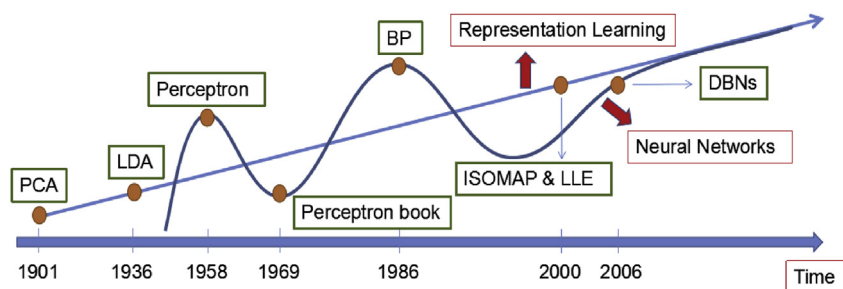 Representation Learning
BP
Perceptron
DBNs
LDA
Neural Networks
PCA
ISOMAP & LLE
Perceptron book
1901
1936
1958
1969
1986
2000
2006
Time